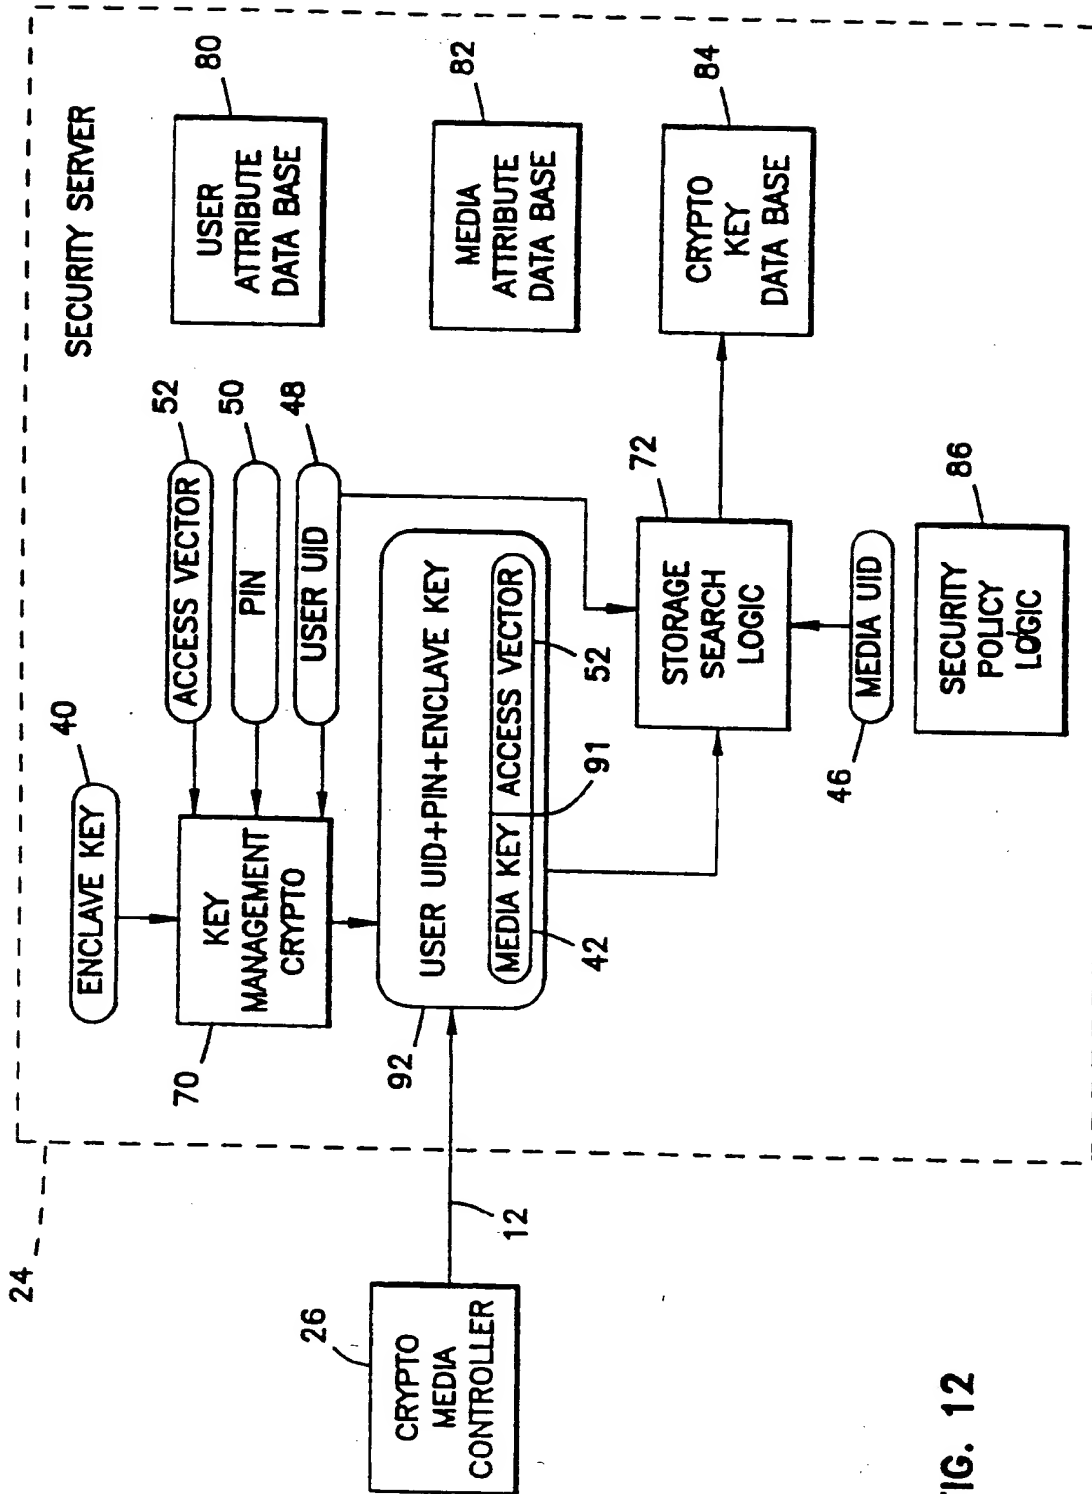 24
SECURITY SERVER
40
ENCLAVE KEY
52
ACCESS VECTOR
50
PIN
48
USER UID
80
USER
ATTRIBUTE
DATA BASE
70
KEY
MANAGEMENT
CRYPTO
92
USER UID+PIN+ENCLAVE KEY
MEDIA KEY
ACCESS VECTOR
42
91
52
82
MEDIA
ATTRIBUTE
DATA BASE
26
CRYPTO
MEDIA
CONTROLLER
12
72
STORAGE
SEARCH
LOGIC
84
CRYPTO
KEY
DATA BASE
46
MEDIA UID
86
SECURITY
POLICY
LOGIC
FIG. 12